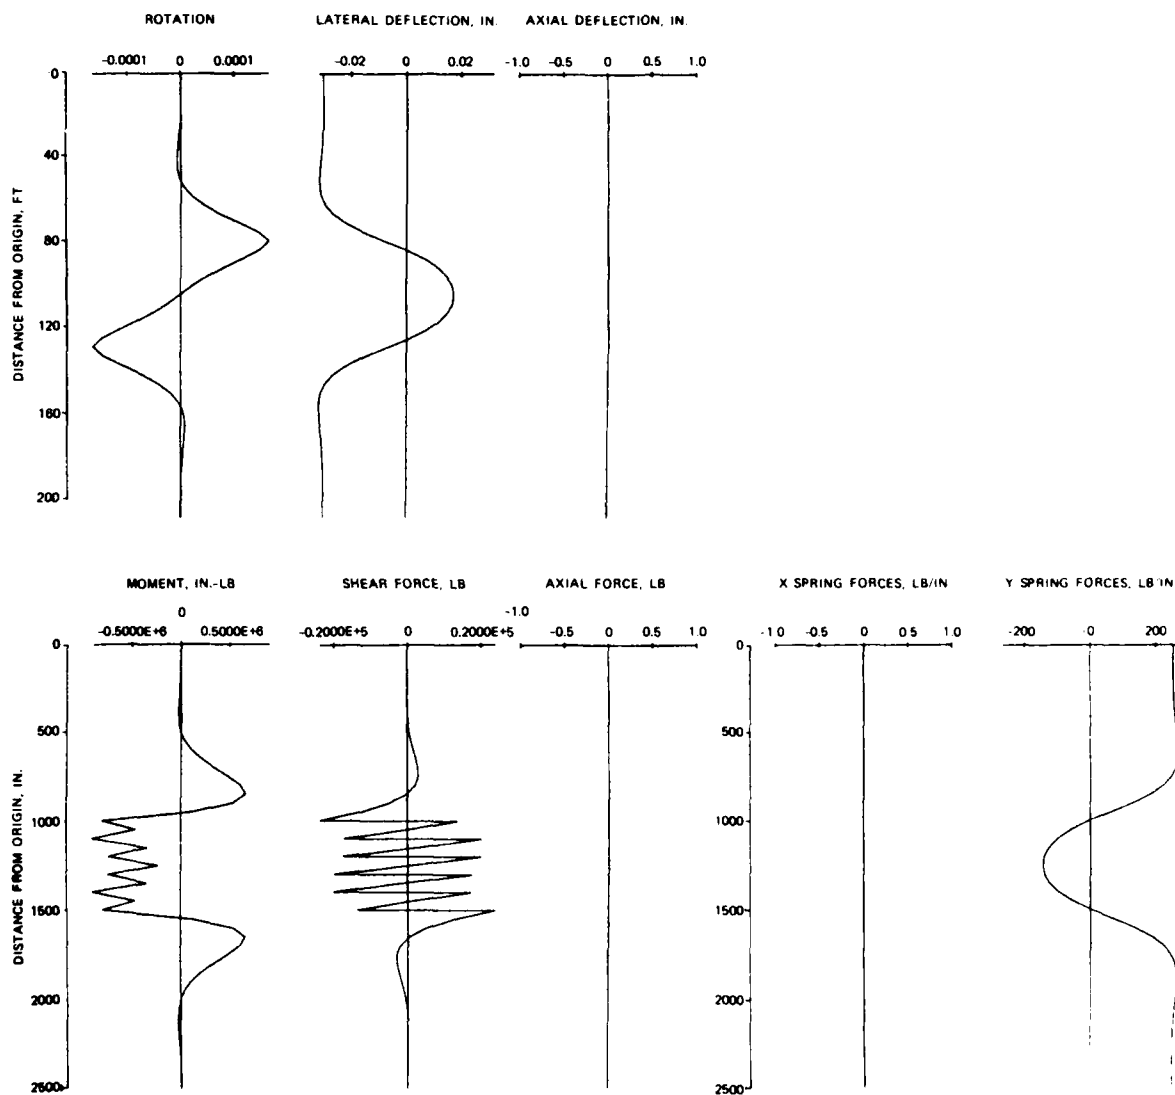 ROTATION LATERAL DEFLECTION, IN. AXIAL DEFLECTION, IN.
-0.0001 0 0.0001 -0.02 0 0.02 -1.0 -0.5 0 0.5 1.0
0
40
80
120
160
200
DISTANCE FROM ORIGIN, FT
MOMENT, IN.-LB SHEAR FORCE, LB AXIAL FORCE, LB X SPRING FORCES, LB/IN Y SPRING FORCES, LB/IN
0 -1.0
-0.5000E+6 0.5000E+6 -0.2000E+5 0 0.2000E+5 -0.5 0 0.5 1.0 -1.0 -0.5 0 0.5 1.0 -200 -0 200
0 0
500 500
1000 1000
1500 1500
2000 2000
2500 2500
DISTANCE FROM ORIGIN, IN.